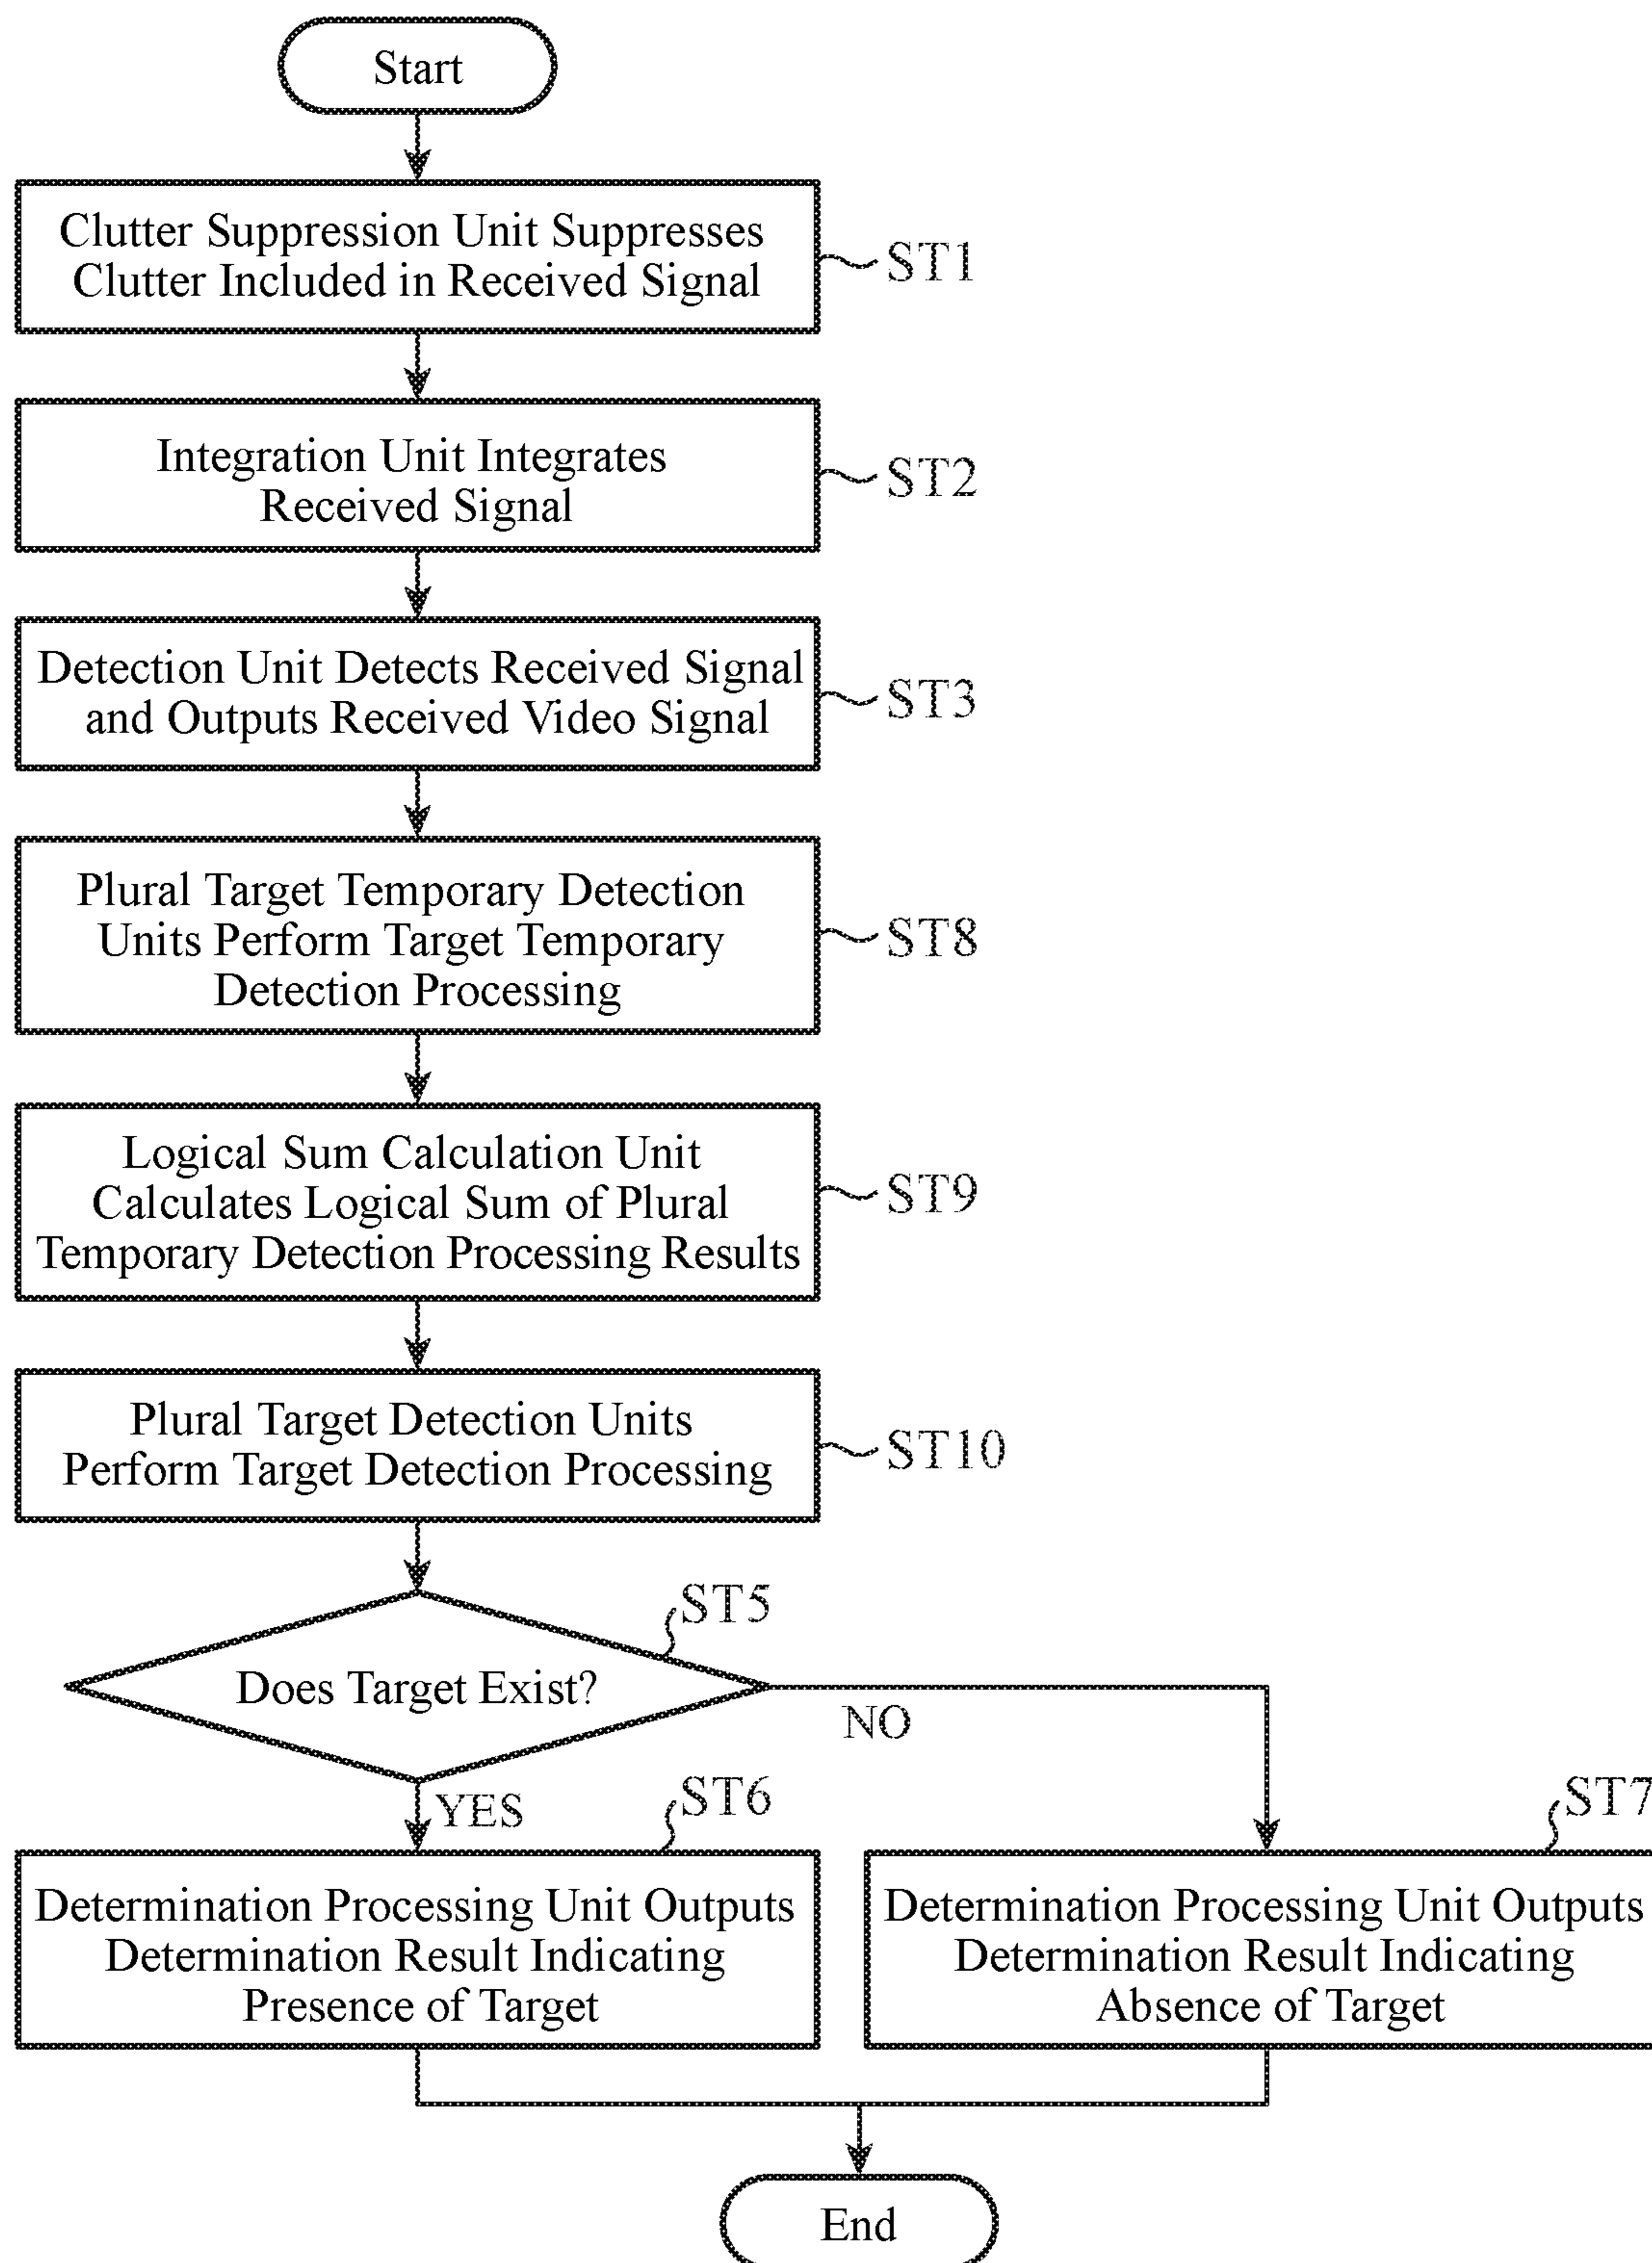 Start
Clutter Suppression Unit Suppresses
Clutter Included in Received Signal
ST1
Integration Unit Integrates
Received Signal
ST2
Detection Unit Detects Received Signal
and Outputs Received Video Signal
ST3
Plural Target Temporary Detection
Units Perform Target Temporary
Detection Processing
ST8
Logical Sum Calculation Unit
Calculates Logical Sum of Plural
Temporary Detection Processing Results
ST9
Plural Target Detection Units
Perform Target Detection Processing
ST10
ST5
Does Target Exist?
NO
YES
ST6
Determination Processing Unit Outputs
Determination Result Indicating
Presence of Target
ST7
Determination Processing Unit Outputs
Determination Result Indicating
Absence of Target
End